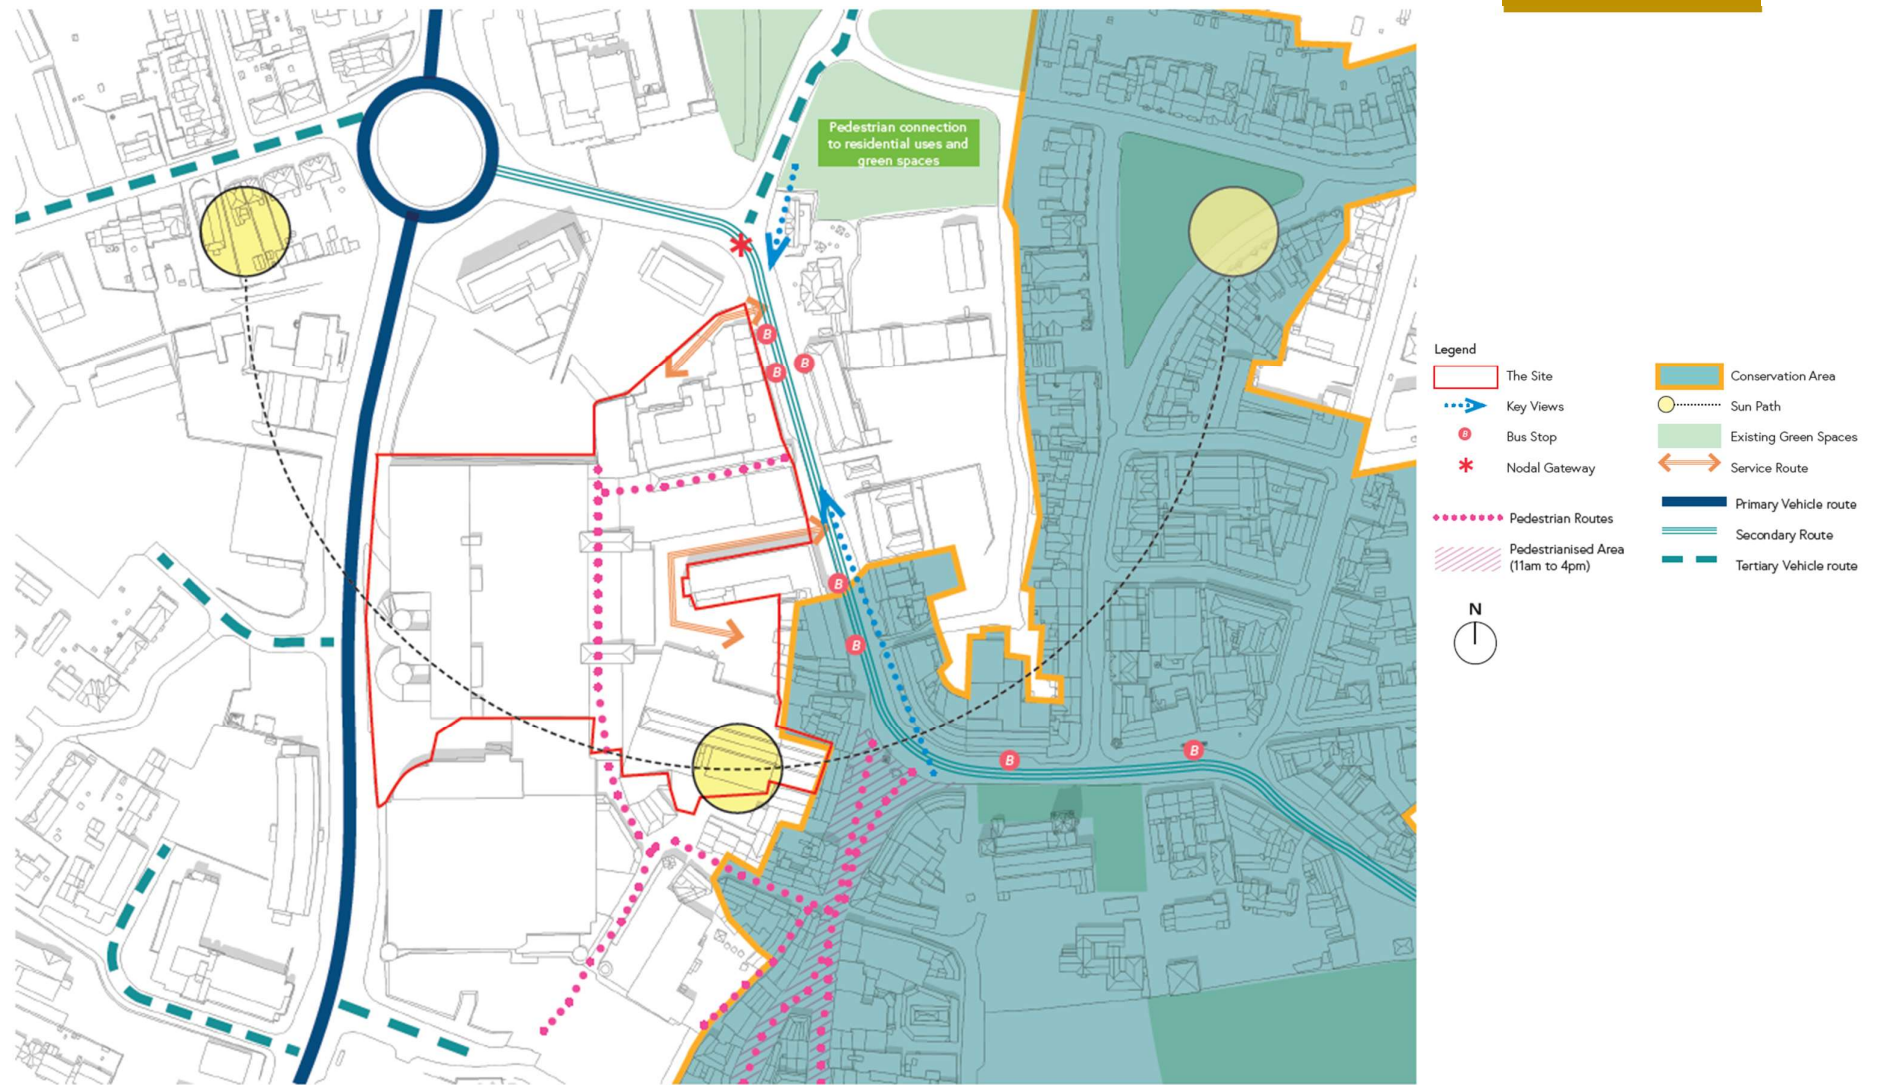 Pedestrian connection
to residential uses and
green spaces
B
B
B
B
B
B
B
Legend
The Site
Key Views
B
Bus Stop
Nodal Gateway
Pedestrian Routes
Pedestrianised Area
(11am to 4pm)
N
Conservation Area
Sun Path
Existing Green Spaces
Service Route
Primary Vehicle route
Secondary Route
Tertiary Vehicle route